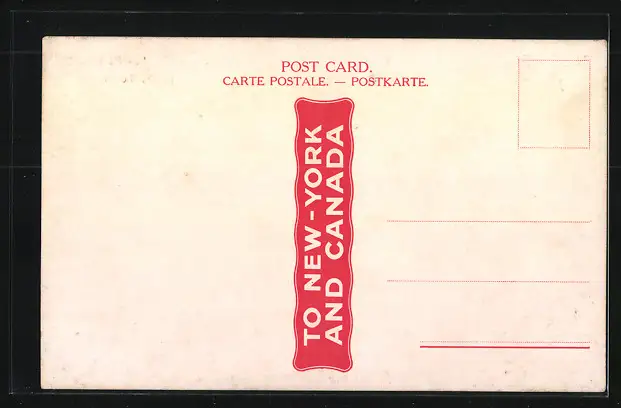 POST CARD.
CARTE POSTALE. — POSTKARTE.
TO NEW-YORK
AND CANADA